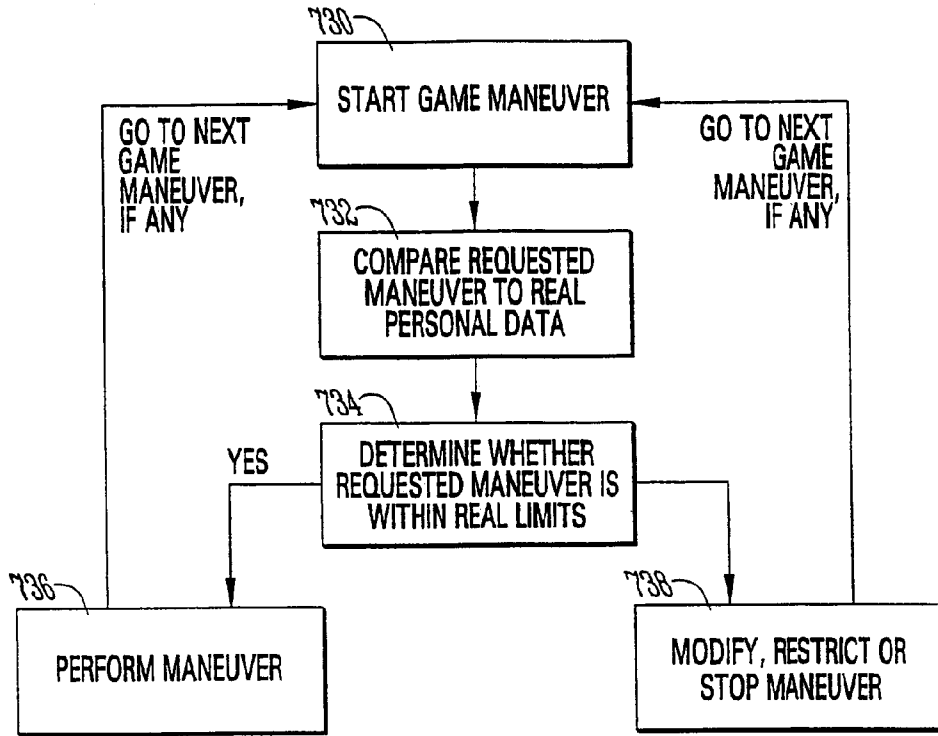 730
START GAME MANEUVER
GO TO NEXT
GAME
MANEUVER,
IF ANY
GO TO NEXT
GAME
MANEUVER,
IF ANY
732
COMPARE REQUESTED
MANEUVER TO REAL
PERSONAL DATA
734
DETERMINE WHETHER
REQUESTED MANEUVER IS
WITHIN REAL LIMITS
YES
736
PERFORM MANEUVER
738
MODIFY, RESTRICT OR
STOP MANEUVER